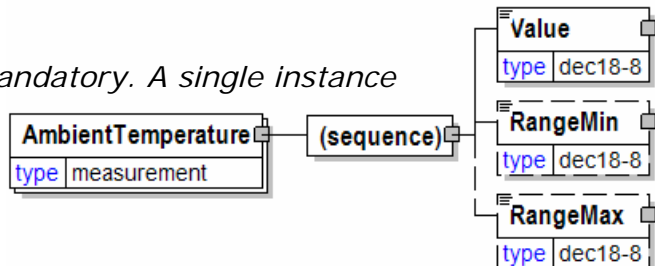 Value
type dec18-8
andatory. A single instance
RangeMin
type dec18-8
AmbientTemperature
type measurement
(sequence)
RangeMax
type dec18-8